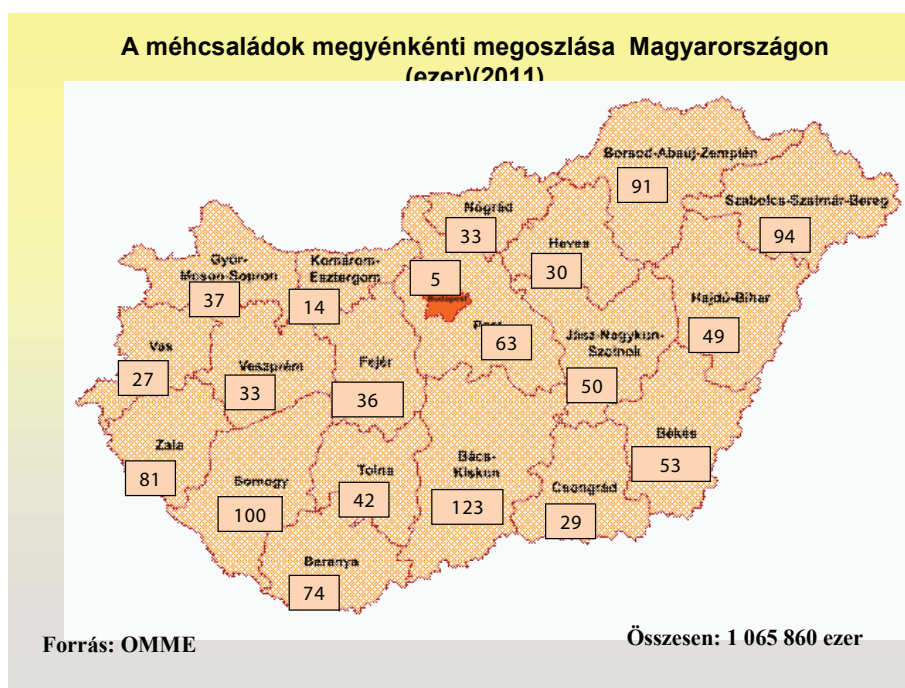 A méhcsaládok megyénkénti megoszlása Magyarországon
(ezer)(2011)
Borsod-Abaúj-Zemplén
91
Szabolcs-Szatmár-Bereg
94
Nógrád
33
Heves
30
Győr-
Moson-Sopron
37
Komárom-
Esztergom
14
5
Budapest
Hajdú-Bihar
49
Pest
63
Jász-Nagykun-
Szolnok
50
Vas
27
Veszprém
33
Fejér
36
Zala
81
Somogy
100
Tolna
42
Bács-
Kiskun
123
Békés
53
Csongrád
29
Baranya
74
Forrás: OMME
Összesen: 1 065 860 ezer